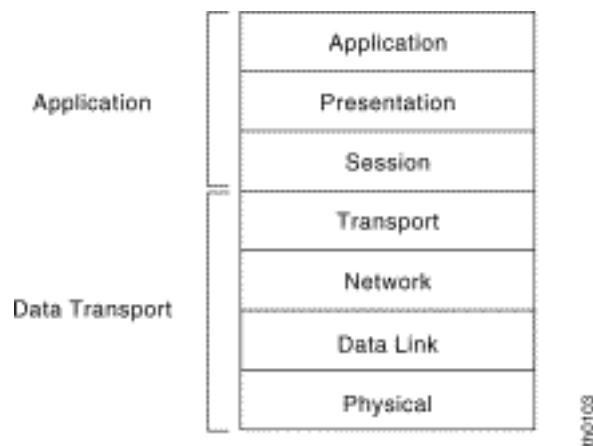 Application
Presentation
Application
Session
Transport
Network
Data Transport
Data Link
Physical